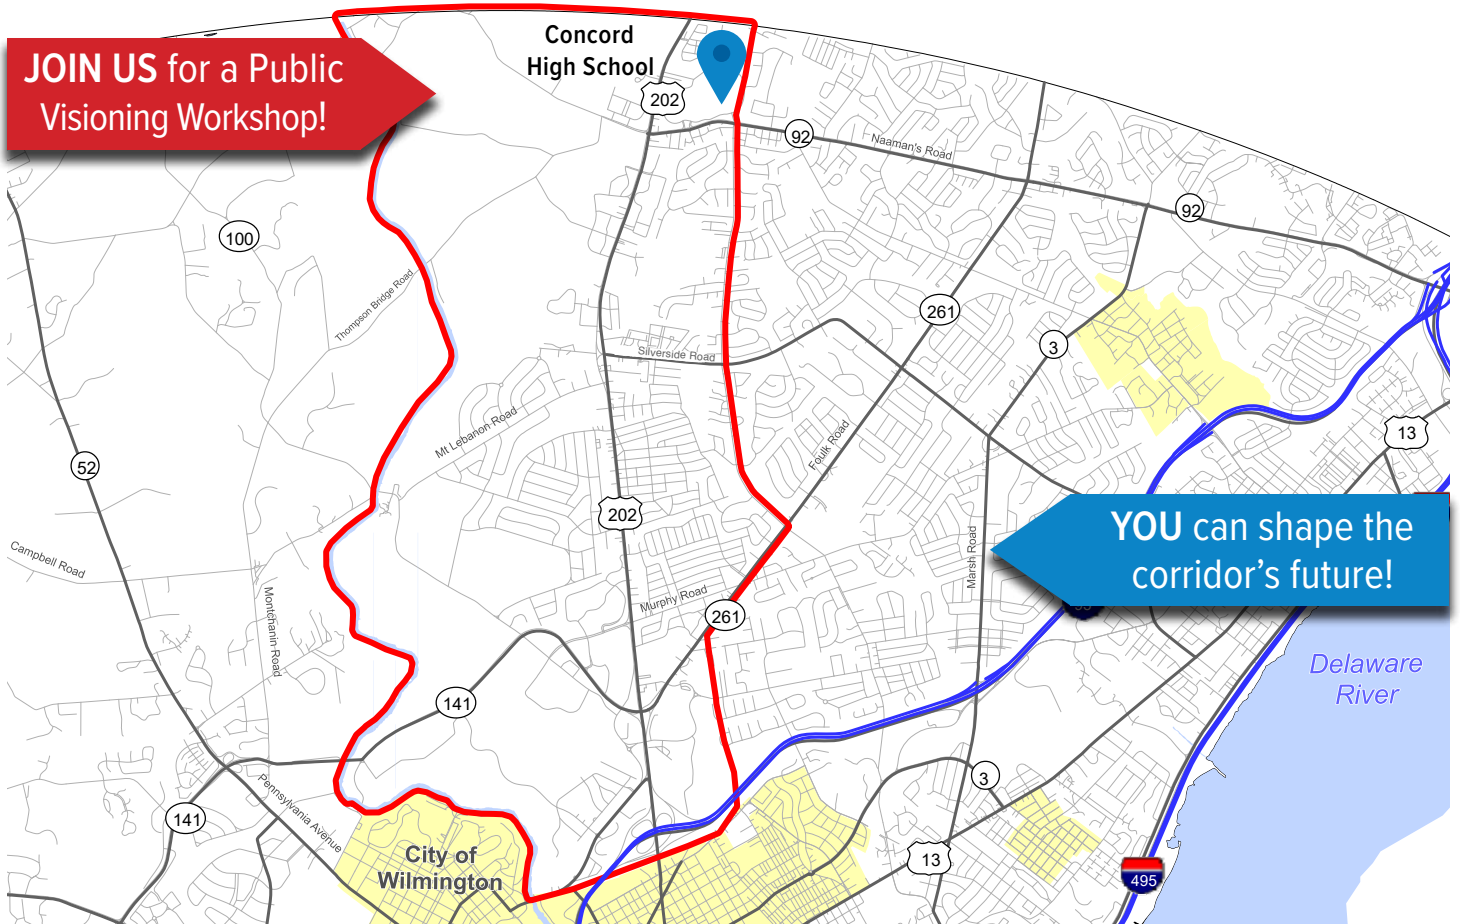 JOIN US for a Public
Visioning Workshop!
Concord
High School
202
92
Naaman's Road
92
100
Thompson Bridge Road
261
3
Silverside Road
13
Mt Lebanon Road
Foulk Road
52
202
YOU can shape the
corridor's future!
Campbell Road
Marsh Road
Murphy Road
261
Montchanin Road
Delaware
River
141
3
Pennsylvania Avenue
141
City of
Wilmington
13
495